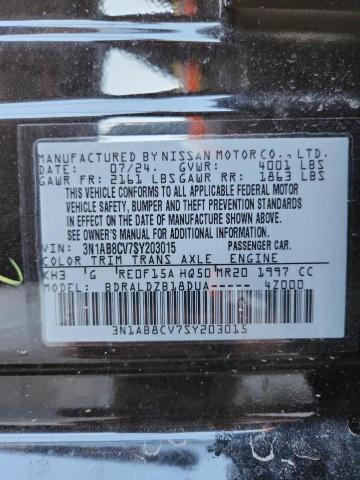 MANUFACTURED BY NISSAN MOTOR CO., LTD.
DATE: 07/24. GVWR: 4001 LBS
GAWR FR: 2161 LBS GAWR RR: 1863 LBS
THIS VEHICLE CONFORMS TO ALL APPLICABLE FEDERAL MOTOR
VEHICLE SAFETY, BUMPER AND THEFT PREVENTION STANDARDS
IN EFFECT ON THE DATE OF MANUFACTURE SHOWN ABOVE.
SEE OWNER'S MANUAL FOR ADDITIONAL INFORMATION
VIN: 3N1AB8CV7SY203015 PASSENGER CAR.
COLOR TRIM TRANS AXLE ENGINE
KH3 G RE0F15A HQ50 MR20 1997 CC
MODEL: BDRALDZB18DUA----- 4Z000
3N1AB8CV7SY203015